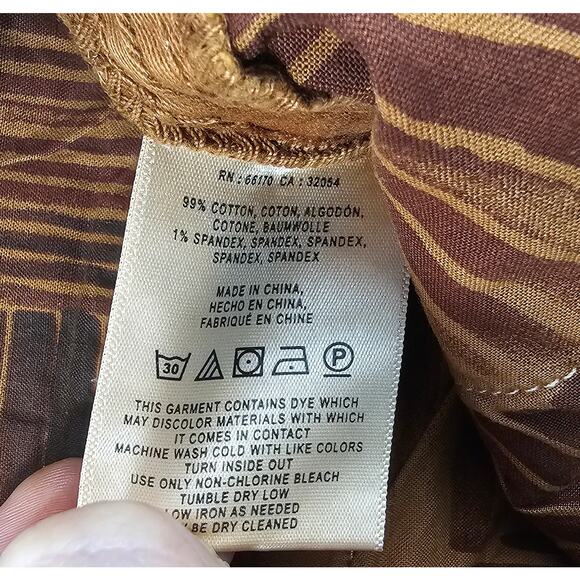 RN : 66170 CA : 32054
99% COTTON, COTON, ALGODÓN,
COTONE, BAUMWOLLE
1% SPANDEX, SPANDEX, SPANDEX,
SPANDEX, SPANDEX
MADE IN CHINA,
HECHO EN CHINA,
FABRIQUÉ EN CHINE
30 P
THIS GARMENT CONTAINS DYE WHICH
MAY DISCOLOR MATERIALS WITH WHICH
IT COMES IN CONTACT
MACHINE WASH COLD WITH LIKE COLORS
TURN INSIDE OUT
USE ONLY NON-CHLORINE BLEACH
TUMBLE DRY LOW
LOW IRON AS NEEDED
BE DRY CLEANED